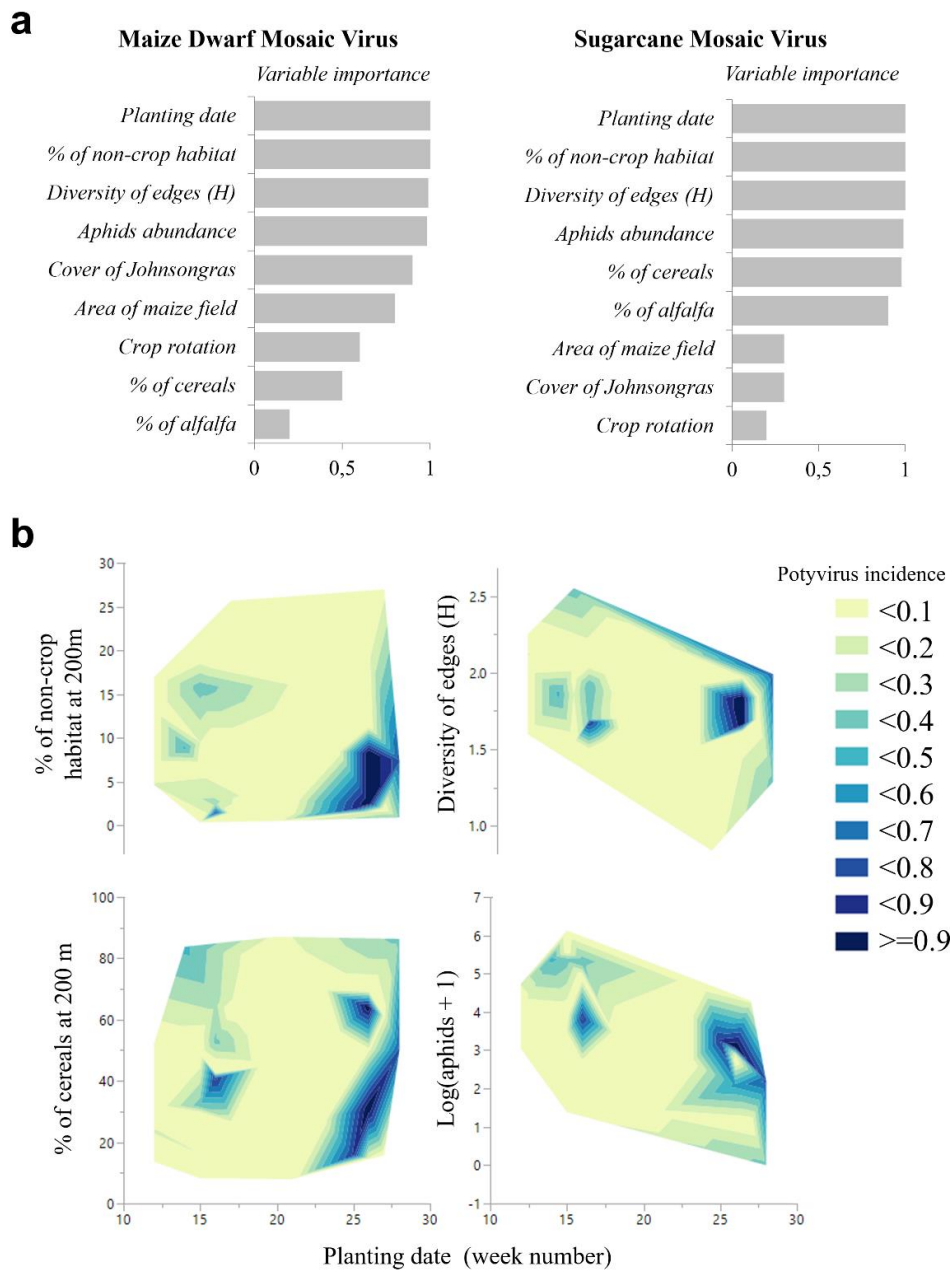 a
Maize Dwarf Mosaic Virus
Variable importance
Planting date
% of non-crop habitat
Diversity of edges (H)
Aphids abundance
Cover of Johnsongras
Area of maize field
Crop rotation
% of cereals
% of alfalfa
0 0,5 1
Sugarcane Mosaic Virus
Variable importance
Planting date
% of non-crop habitat
Diversity of edges (H)
Aphids abundance
% of cereals
% of alfalfa
Area of maize field
Cover of Johnsongras
Crop rotation
0 0,5 1
b
% of non-crop
habitat at 200m
30
25
20
15
10
5
0
Diversity of edges (H)
2.5
2.0
1.5
1.0
Potyvirus incidence
<0.1
<0.2
<0.3
<0.4
<0.5
<0.6
<0.7
<0.8
<0.9
>=0.9
% of cereals at 200 m
100
80
60
40
20
0
10 15 20 25 30
Log(aphids + 1)
7
6
5
4
3
2
1
0
-1
10 15 20 25 30
Planting date (week number)